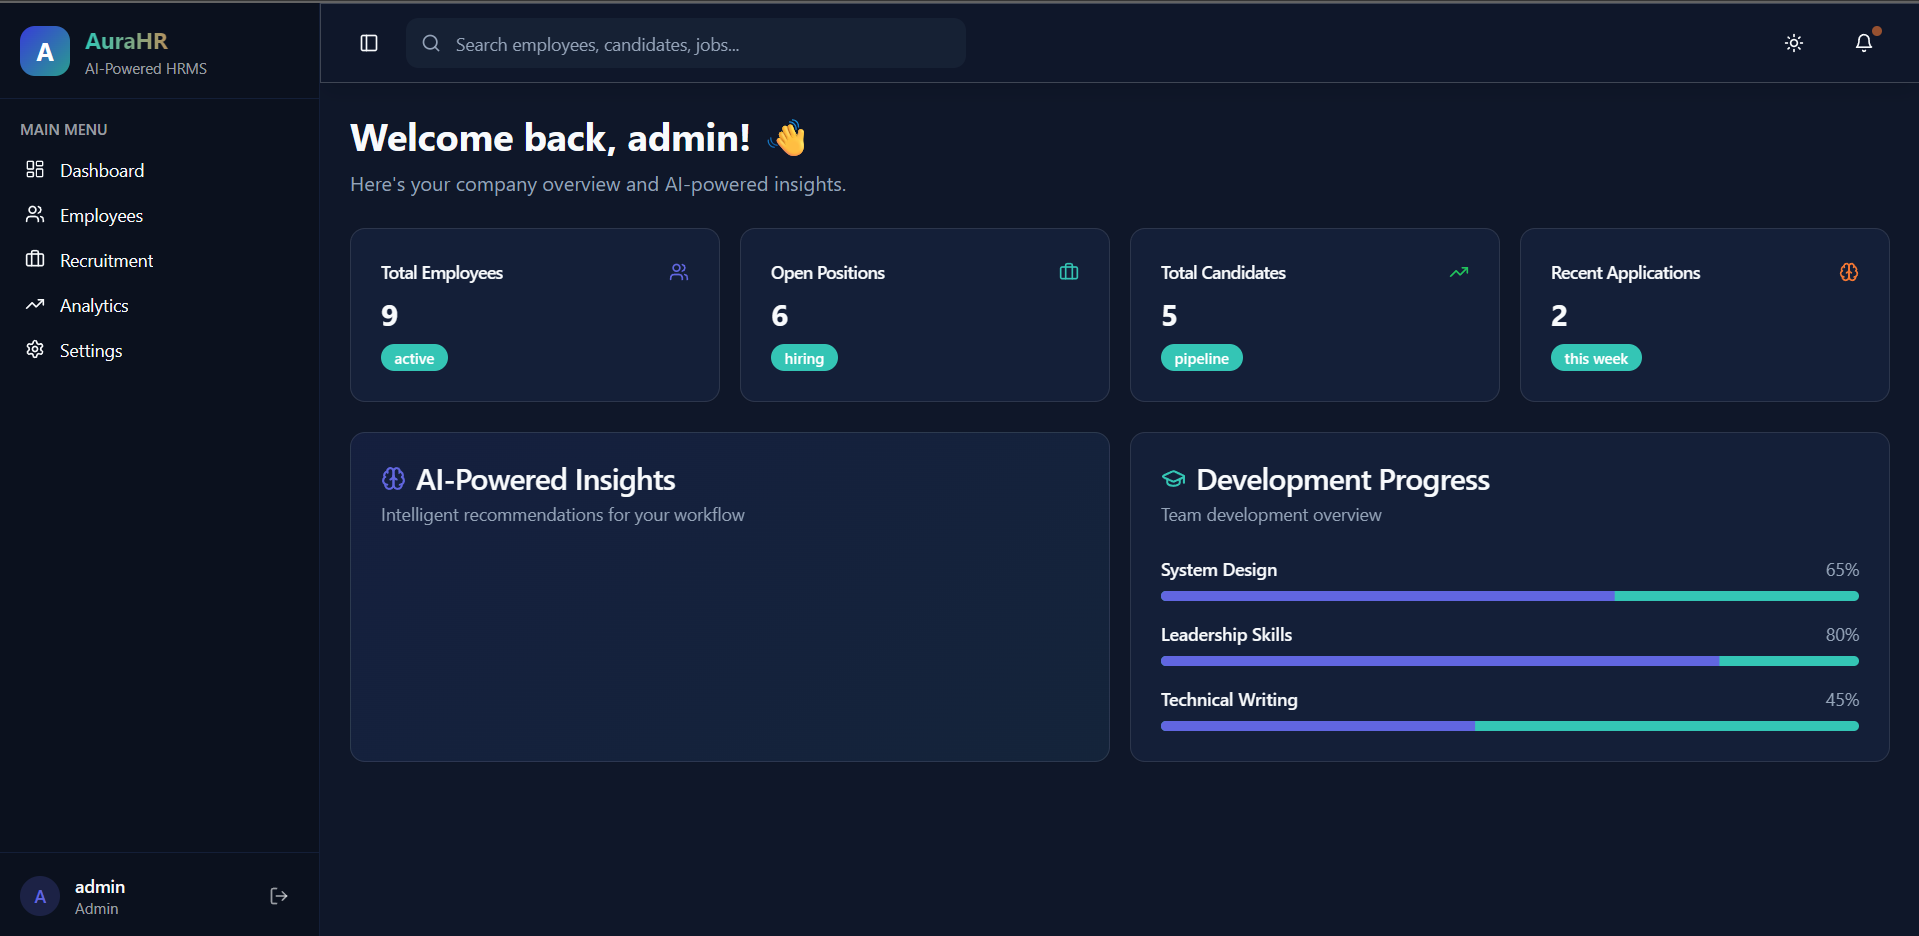 A
AuraHR
AI-Powered HRMS
Search employees, candidates, jobs...
MAIN MENU
Dashboard
Employees
Recruitment
Analytics
Settings
Welcome back, admin! 👋
Here's your company overview and AI-powered insights.
Total Employees
9
active
Open Positions
6
hiring
Total Candidates
5
pipeline
Recent Applications
2
this week
AI-Powered Insights
Intelligent recommendations for your workflow
Development Progress
Team development overview
System Design 65%
Leadership Skills 80%
Technical Writing 45%
A
admin
Admin